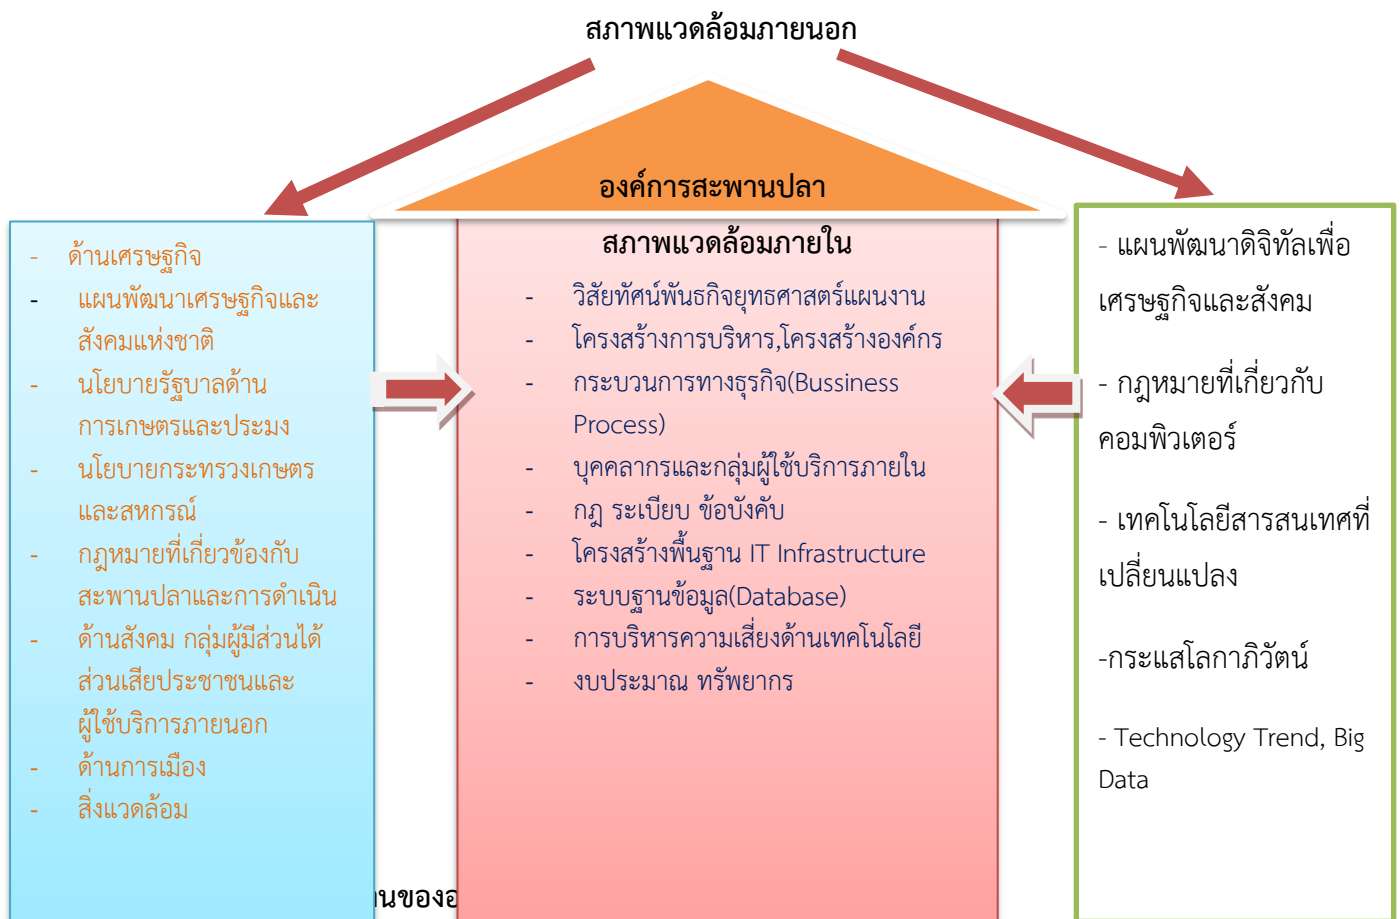 สภาพแวดล้อมภายนอก
องค์การสะพานปลา
- ด้านเศรษฐกิจ
- แผนพัฒนาเศรษฐกิจและ
สังคมแห่งชาติ
- นโยบายรัฐบาลด้าน
การเกษตรและประมง
- นโยบายกระทรวงเกษตร
และสหกรณ์
- กฎหมายที่เกี่ยวข้องกับ
สะพานปลาและการดำเนิน
- ด้านสังคม กลุ่มผู้มีส่วนได้
ส่วนเสียประชาชนและ
ผู้ใช้บริการภายนอก
- ด้านการเมือง
- สิ่งแวดล้อม
สภาพแวดล้อมภายใน
- วิสัยทัศน์พันธกิจยุทธศาสตร์แผนงาน
- โครงสร้างการบริหาร,โครงสร้างองค์กร
- กระบวนการทางธุรกิจ(Bussiness
Process)
- บุคคลากรและกลุ่มผู้ใช้บริการภายใน
- กฎ ระเบียบ ข้อบังคับ
- โครงสร้างพื้นฐาน IT Infrastructure
- ระบบฐานข้อมูล(Database)
- การบริหารความเสี่ยงด้านเทคโนโลยี
- งบประมาณ ทรัพยากร
- แผนพัฒนาดิจิทัลเพื่อ
เศรษฐกิจและสังคม
- กฎหมายที่เกี่ยวกับ
คอมพิวเตอร์
- เทคโนโลยีสารสนเทศที่
เปลี่ยนแปลง
-กระแสโลกาภิวัตน์
- Technology Trend, Big
Data